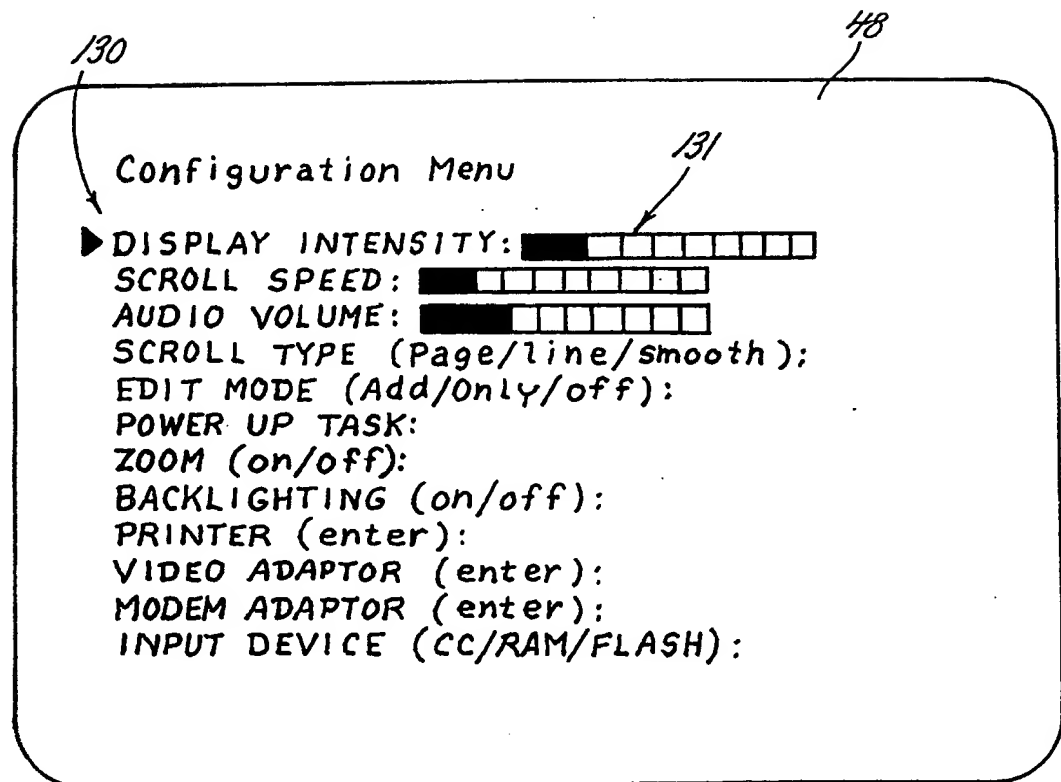 130
48
131
Configuration Menu
DISPLAY INTENSITY:
SCROLL SPEED:
AUDIO VOLUME:
SCROLL TYPE (Page/line/smooth):
EDIT MODE (Add/Only/off):
POWER UP TASK:
ZOOM (on/off):
BACKLIGHTING (on/off):
PRINTER (enter):
VIDEO ADAPTOR (enter):
MODEM ADAPTOR (enter):
INPUT DEVICE (CC/RAM/FLASH):